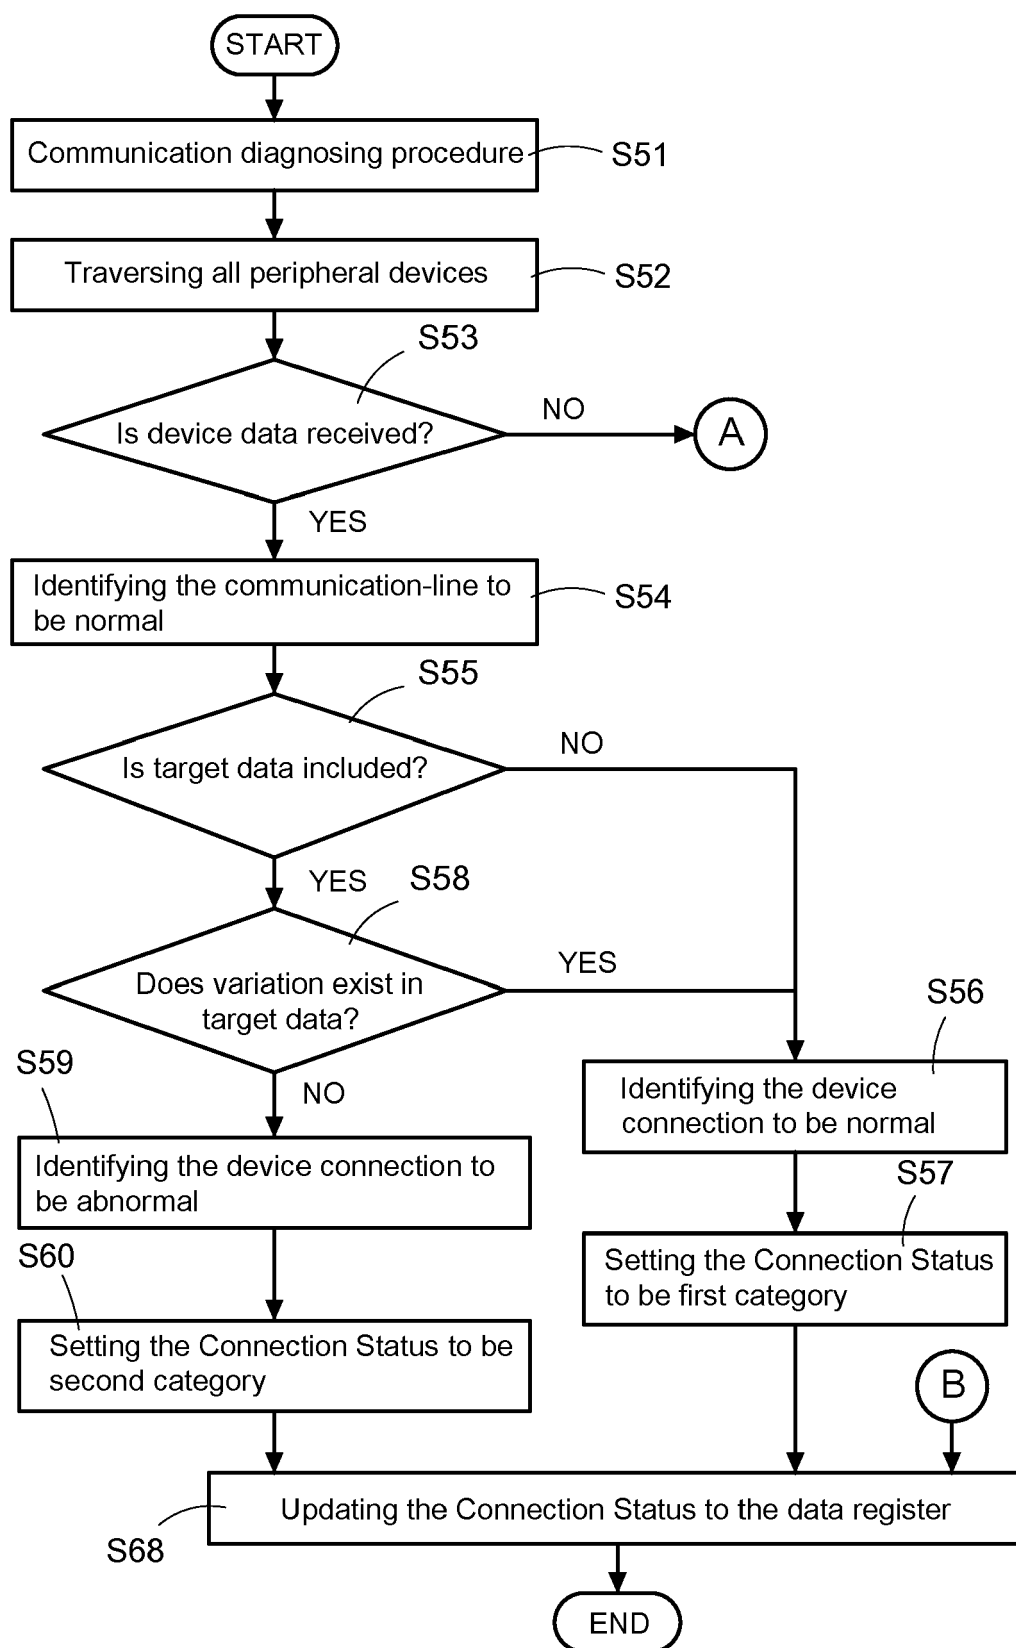 START
Communication diagnosing procedure
S51
Traversing all peripheral devices
S52
S53
Is device data received?
NO
A
YES
Identifying the communication-line to
be normal
S54
S55
Is target data included?
NO
YES
S58
Does variation exist in
target data?
YES
S56
Identifying the device
connection to be normal
S59
NO
Identifying the device connection to
be abnormal
S57
Setting the Connection Status
to be first category
S60
Setting the Connection Status to be
second category
B
Updating the Connection Status to the data register
S68
END